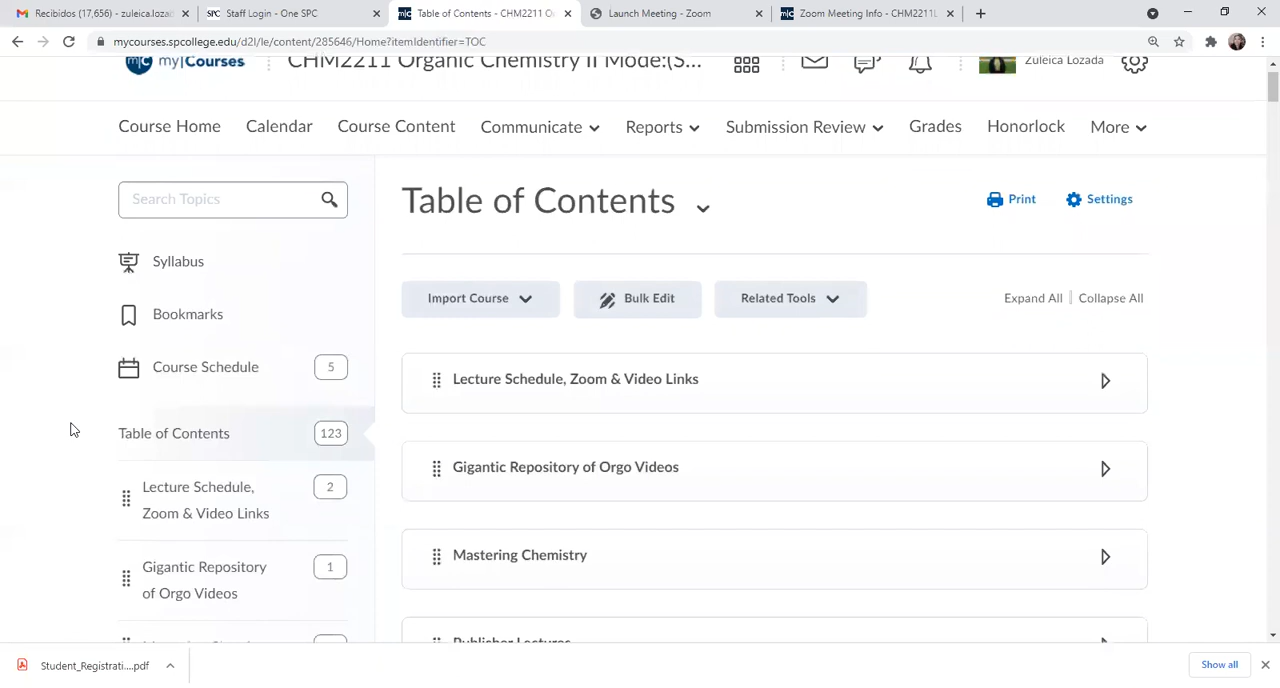 Recibidos (17,656) - zuleica.lozad
Staff Login - One SPC
Table of Contents - CHM2211 O
Launch Meeting - Zoom
Zoom Meeting Info - CHM2211L
mycourses.spcollege.edu/d2l/le/content/285646/Home?itemIdentifier=TOC
my|Courses
CHM2211 Organic Chemistry II Mode:(S...
Zuleica Lozada
Course Home
Calendar
Course Content
Communicate
Reports
Submission Review
Grades
Honorlock
More
Search Topics
Syllabus
Bookmarks
Course Schedule
5
Table of Contents
123
Lecture Schedule,
Zoom & Video Links
2
Gigantic Repository
of Orgo Videos
1
Table of Contents
Print
Settings
Import Course
Bulk Edit
Related Tools
Expand All
Collapse All
Lecture Schedule, Zoom & Video Links
Gigantic Repository of Orgo Videos
Mastering Chemistry
Publisher Lectures
Student_Registrati....pdf
Show all